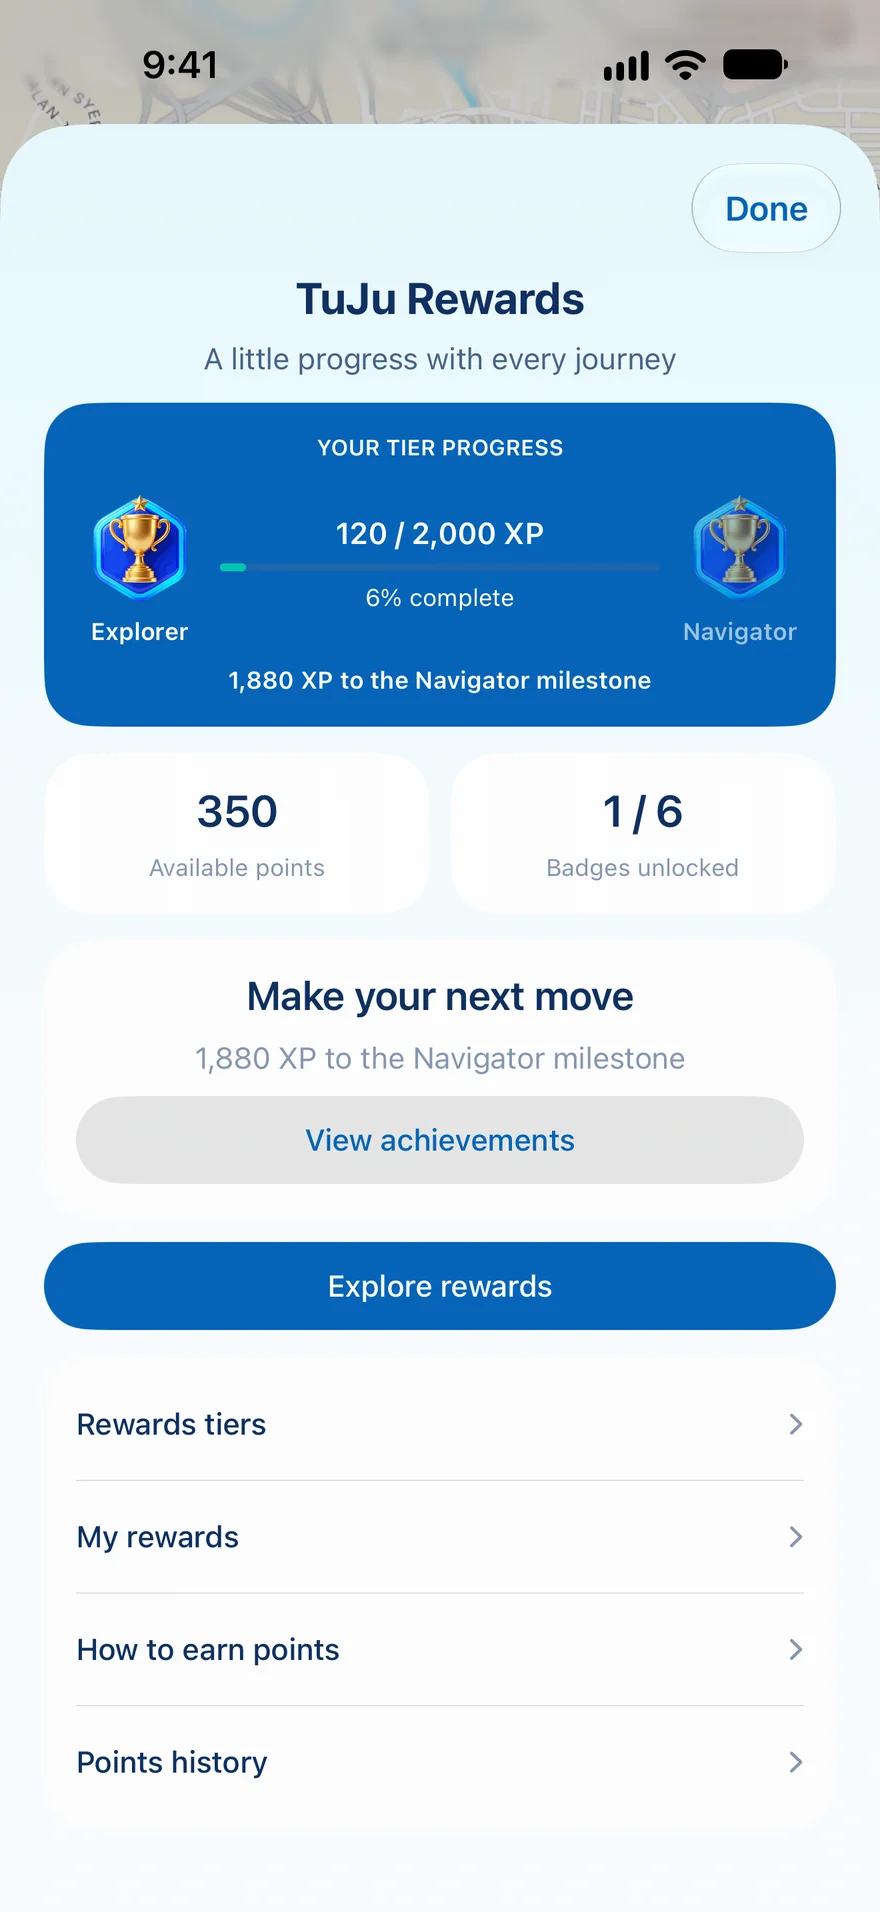 9:41
Done
TuJu Rewards
A little progress with every journey
YOUR TIER PROGRESS
120 / 2,000 XP
6% complete
Explorer
Navigator
1,880 XP to the Navigator milestone
350
Available points
1 / 6
Badges unlocked
Make your next move
1,880 XP to the Navigator milestone
View achievements
Explore rewards
Rewards tiers
My rewards
How to earn points
Points history